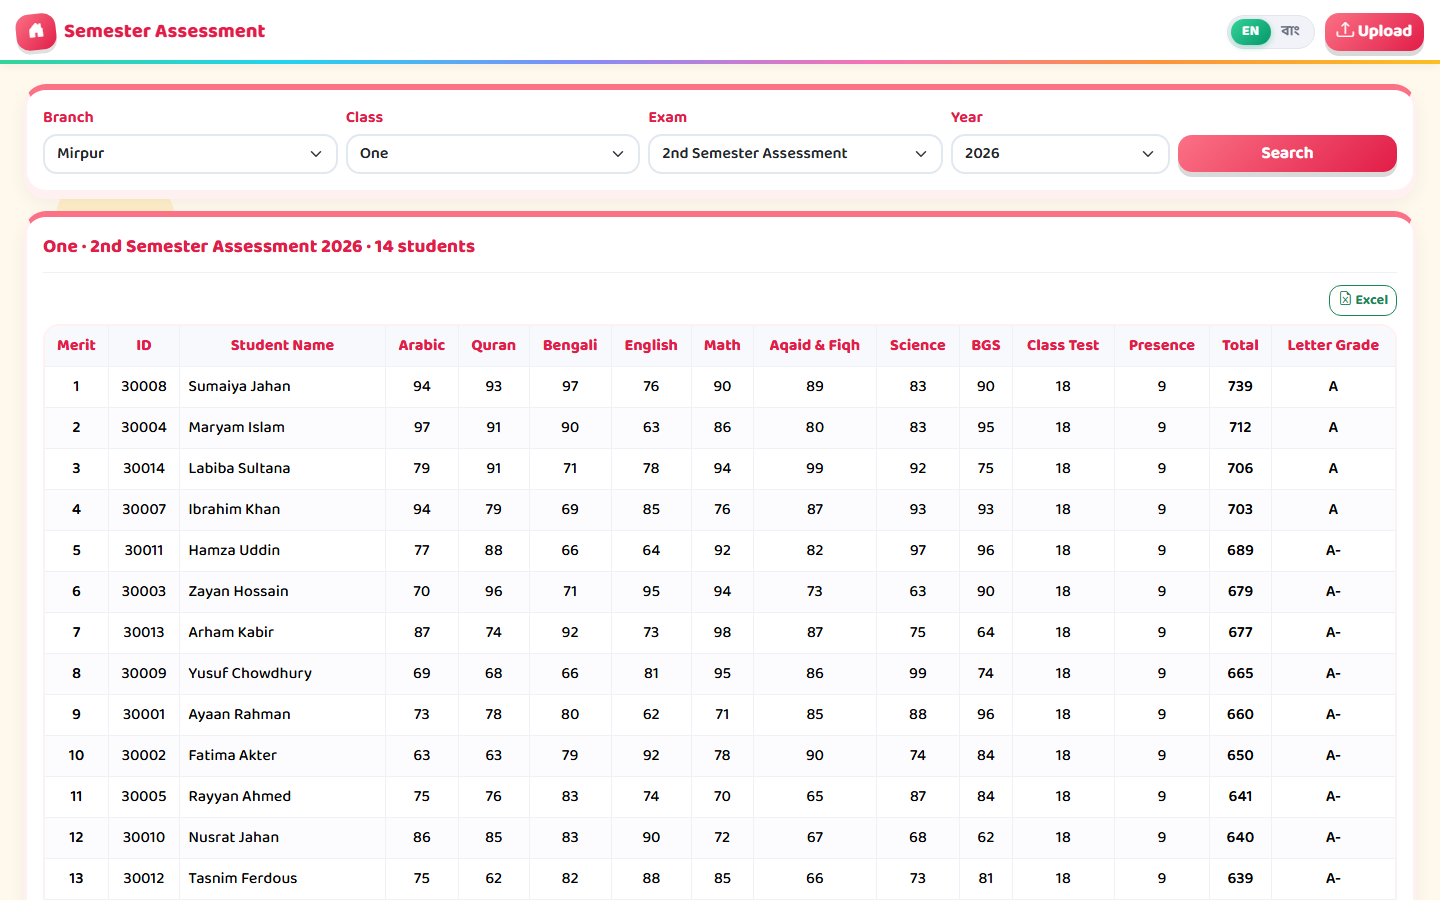 Semester Assessment
EN বাং Upload
Branch Class Exam Year
Mirpur One 2nd Semester Assessment 2026 Search
One · 2nd Semester Assessment 2026 · 14 students
Excel
Merit ID Student Name Arabic Quran Bengali English Math Aqaid & Fiqh Science BGS Class Test Presence Total Letter Grade
1 30008 Sumaiya Jahan 94 93 97 76 90 89 83 90 18 9 739 A
2 30004 Maryam Islam 97 91 90 63 86 80 83 95 18 9 712 A
3 30014 Labiba Sultana 79 91 71 78 94 99 92 75 18 9 706 A
4 30007 Ibrahim Khan 94 79 69 85 76 87 93 93 18 9 703 A
5 30011 Hamza Uddin 77 88 66 64 92 82 97 96 18 9 689 A-
6 30003 Zayan Hossain 70 96 71 95 94 73 63 90 18 9 679 A-
7 30013 Arham Kabir 87 74 92 73 98 87 75 64 18 9 677 A-
8 30009 Yusuf Chowdhury 69 68 66 81 95 86 99 74 18 9 665 A-
9 30001 Ayaan Rahman 73 78 80 62 71 85 88 96 18 9 660 A-
10 30002 Fatima Akter 63 63 79 92 78 90 74 84 18 9 650 A-
11 30005 Rayyan Ahmed 75 76 83 74 70 65 87 84 18 9 641 A-
12 30010 Nusrat Jahan 86 85 83 90 72 67 68 62 18 9 640 A-
13 30012 Tasnim Ferdous 75 62 82 88 85 66 73 81 18 9 639 A-